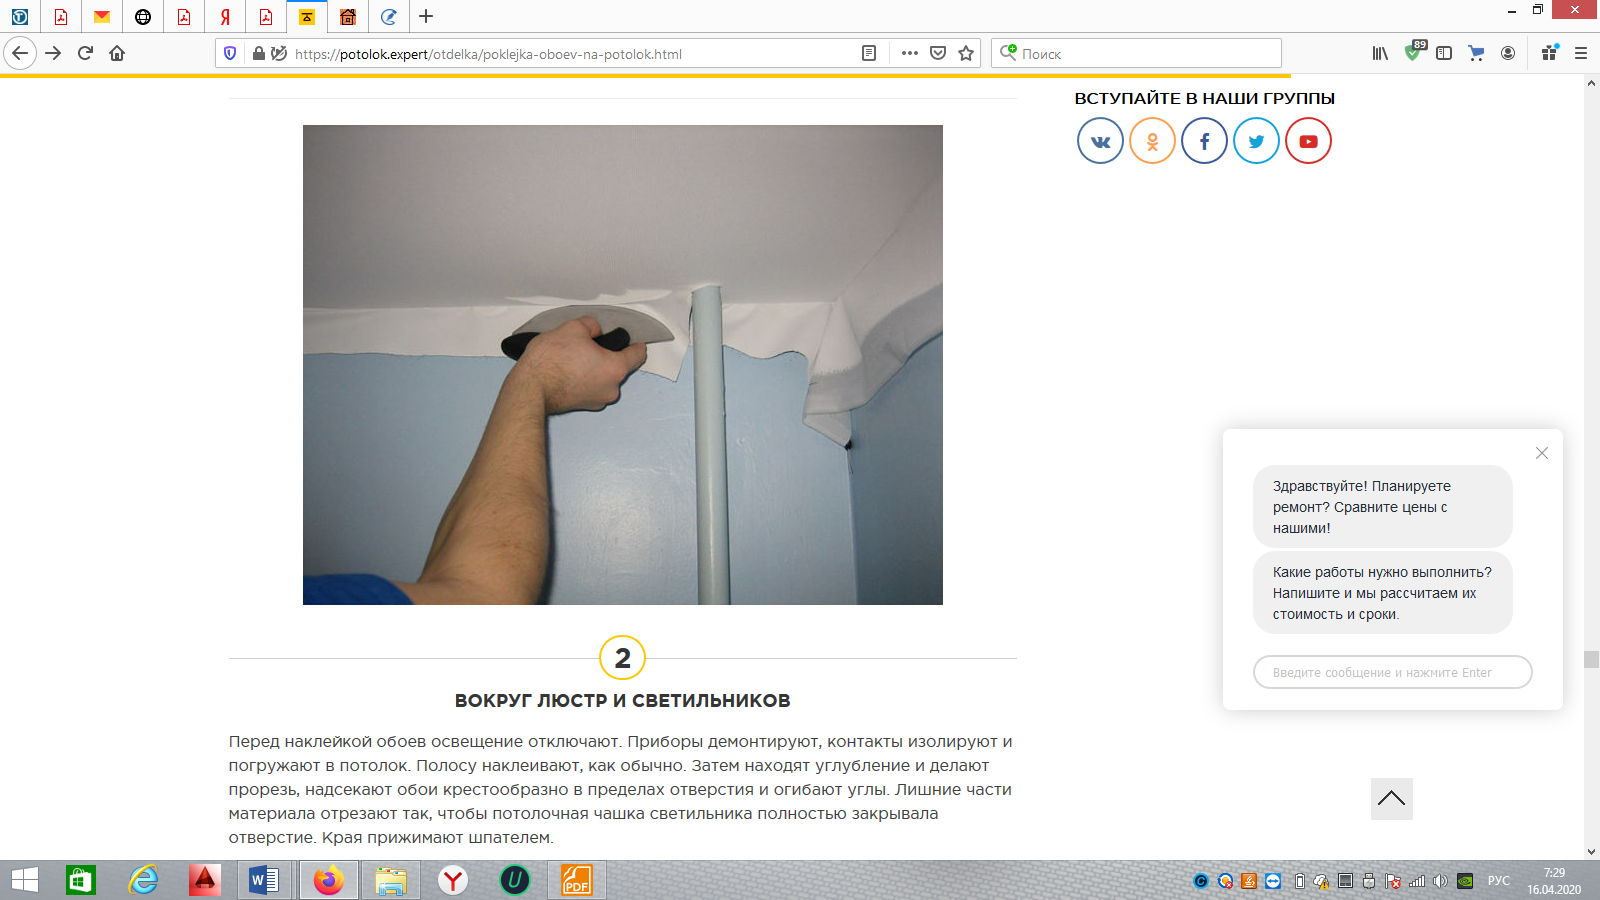 https://potolok.expert/otdelka/poklejka-oboev-na-potolok.html
Поиск
89
ВСТУПАЙТЕ В НАШИ ГРУППЫ
2
ВОКРУГ ЛЮСТР И СВЕТИЛЬНИКОВ
Перед наклейкой обоев освещение отключают. Приборы демонтируют, контакты изолируют и
погружают в потолок. Полосу наклеивают, как обычно. Затем находят углубление и делают
прорезь, надсекают обои крестообразно в пределах отверстия и огибают углы. Лишние части
материала отрезают так, чтобы потолочная чашка светильника полностью закрывала
отверстие. Края прижимают шпателем.
Здравствуйте! Планируете
ремонт? Сравните цены с
нашими!
Какие работы нужно выполнить?
Напишите и мы рассчитаем их
стоимость и сроки.
Введите сообщение и нажмите Enter
PDF
РУС
7:29
16.04.2020